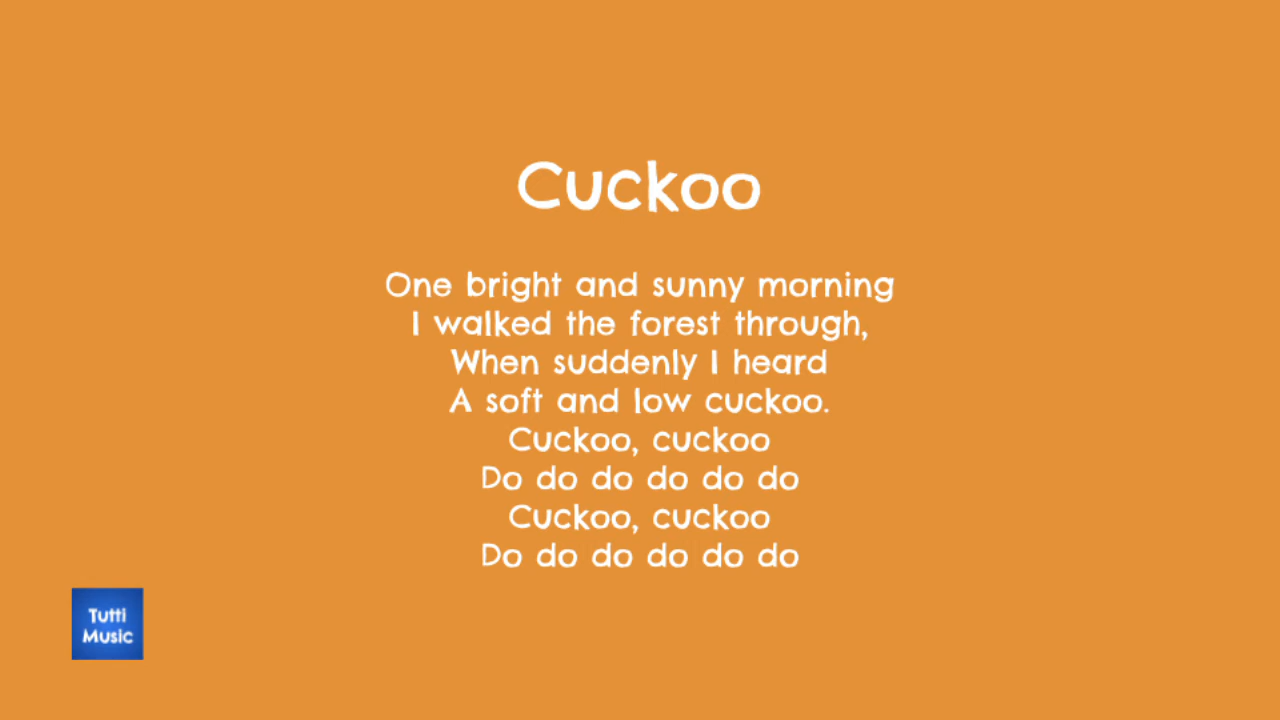 Cuckoo
One bright and sunny morning
I walked the forest through,
When suddenly I heard
A soft and low cuckoo.
Cuckoo, cuckoo
Do do do do do do
Cuckoo, cuckoo
Do do do do do do
Tutti
Music